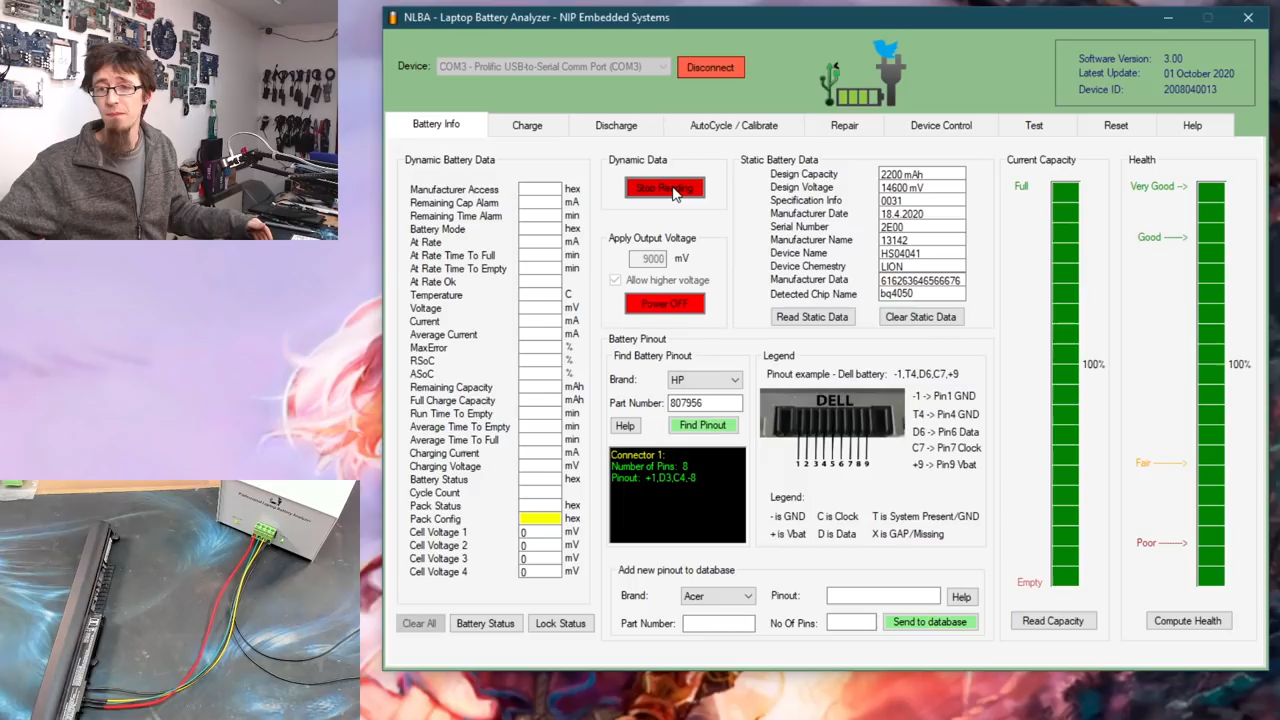 NLBA - Laptop Battery Analyzer - NIP Embedded Systems
Device: COM3 - Prolific USB-to-Serial Comm Port (COM3) Disconnect
Software Version: 3.00
Latest Update: 01 October 2020
Device ID: 2008040013
Battery Info Charge Discharge AutoCycle / Calibrate Repair Device Control Test Reset Help
Dynamic Battery Data
Manufacturer Access hex
Remaining Cap Alarm mA
Remaining Time Alarm min
Battery Mode hex
At Rate mA
At Rate Time To Full min
At Rate Time To Empty min
At Rate Ok
Temperature C
Voltage mV
Current mA
Average Current mA
MaxError %
RSoC %
ASoC %
Remaining Capacity mAh
Full Charge Capacity mAh
Run Time To Empty min
Average Time To Empty min
Average Time To Full min
Charging Current mA
Charging Voltage mV
Battery Status hex
Cycle Count
Pack Status hex
Pack Config hex
Cell Voltage 1 0 mV
Cell Voltage 2 0 mV
Cell Voltage 3 0 mV
Cell Voltage 4 0 mV
Clear All Battery Status Lock Status
Dynamic Data
Stop Reading
Apply Output Voltage
9000 mV
Allow higher voltage
Power OFF
Static Battery Data
Design Capacity 2200 mAh
Design Voltage 14600 mV
Specification Info 0031
Manufacturer Date 18.4.2020
Serial Number 2E00
Manufacturer Name 13142
Device Name HS04041
Device Chemestry LION
Manufacturer Data 616263646566676
Detected Chip Name bq4050
Read Static Data Clear Static Data
Battery Pinout
Find Battery Pinout
Brand: HP
Part Number: 807956
Help Find Pinout
Connector 1:
Number of Pins: 8
Pinout: +1,D3,C4,-8
Legend
Pinout example - Dell battery: -1,T4,D6,C7,+9
DELL
1 2 3 4 5 6 7 8 9
-1 -> Pin1 GND
T4 -> Pin4 GND
D6 -> Pin6 Data
C7 -> Pin7 Clock
+9 -> Pin9 Vbat
Legend:
- is GND C is Clock T is System Present/GND
+ is Vbat D is Data X is GAP/Missing
Add new pinout to database
Brand: Acer Pinout: Help
Part Number: No Of Pins: Send to database
Current Capacity
Full
100%
Empty
Read Capacity
Health
Very Good -->
Good --->
100%
Fair --->
Poor --->
Compute Health
Professional Laptop Battery Analyzer